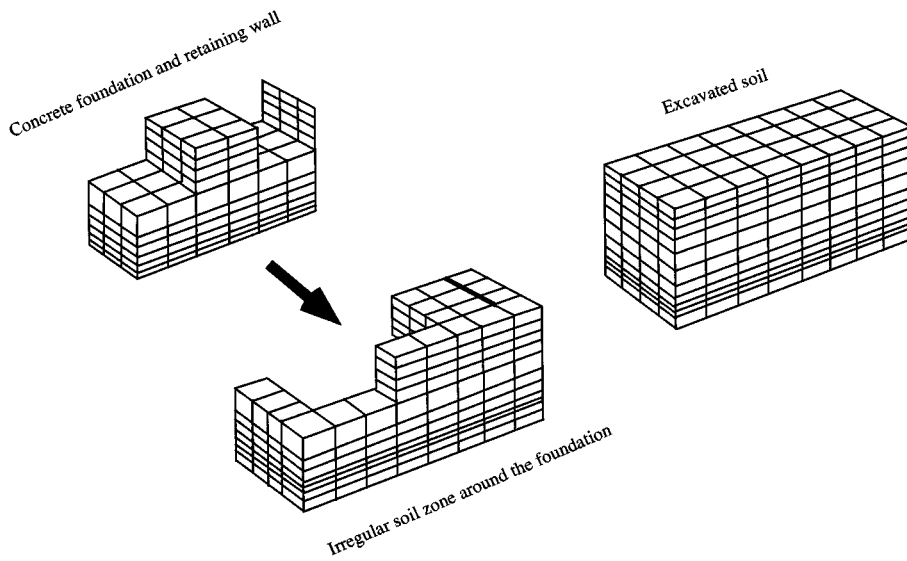 Concrete foundation and retaining wall
Excavated soil
Irregular soil zone around the foundation